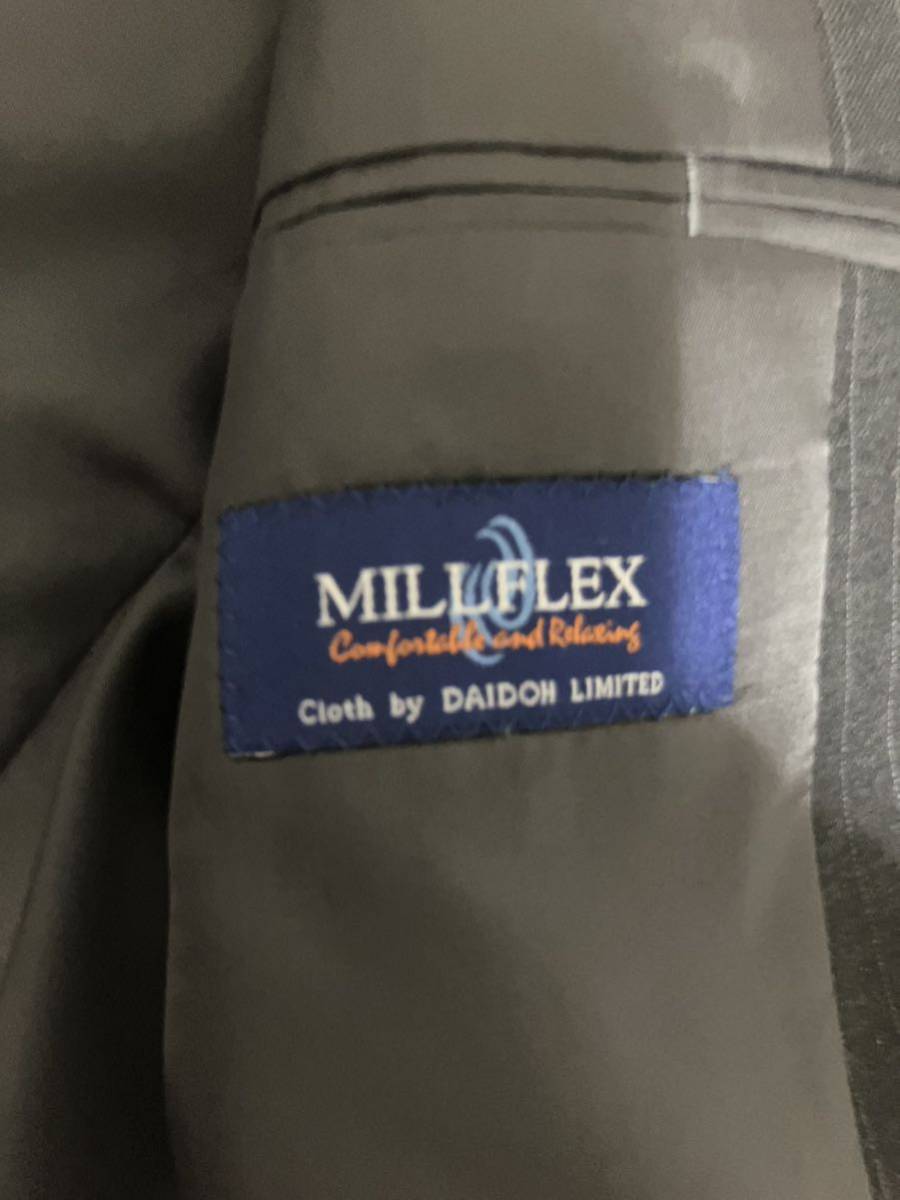 MILLFLEX
Comfortable and Relaxing
Cloth by DAIDOH LIMITED